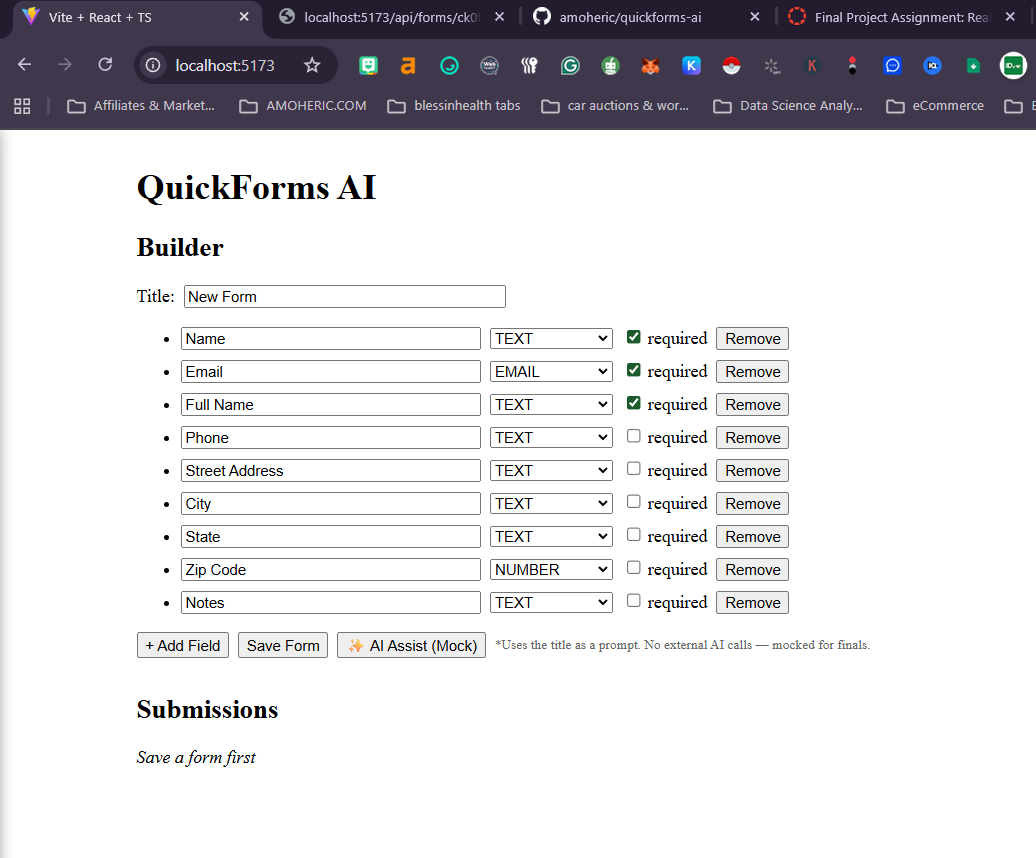 Vite + React + TS
localhost:5173/api/forms/ck0
amoheric/quickforms-ai
Final Project Assignment: Rea
localhost:5173
Affiliates & Market...
AMOHERIC.COM
blessinhealth tabs
car auctions & wor...
Data Science Analy...
eCommerce
QuickForms AI
Builder
Title: New Form
Name TEXT required Remove
Email EMAIL required Remove
Full Name TEXT required Remove
Phone TEXT required Remove
Street Address TEXT required Remove
City TEXT required Remove
State TEXT required Remove
Zip Code NUMBER required Remove
Notes TEXT required Remove
+ Add Field Save Form ✨ AI Assist (Mock) *Uses the title as a prompt. No external AI calls — mocked for finals.
Submissions
Save a form first